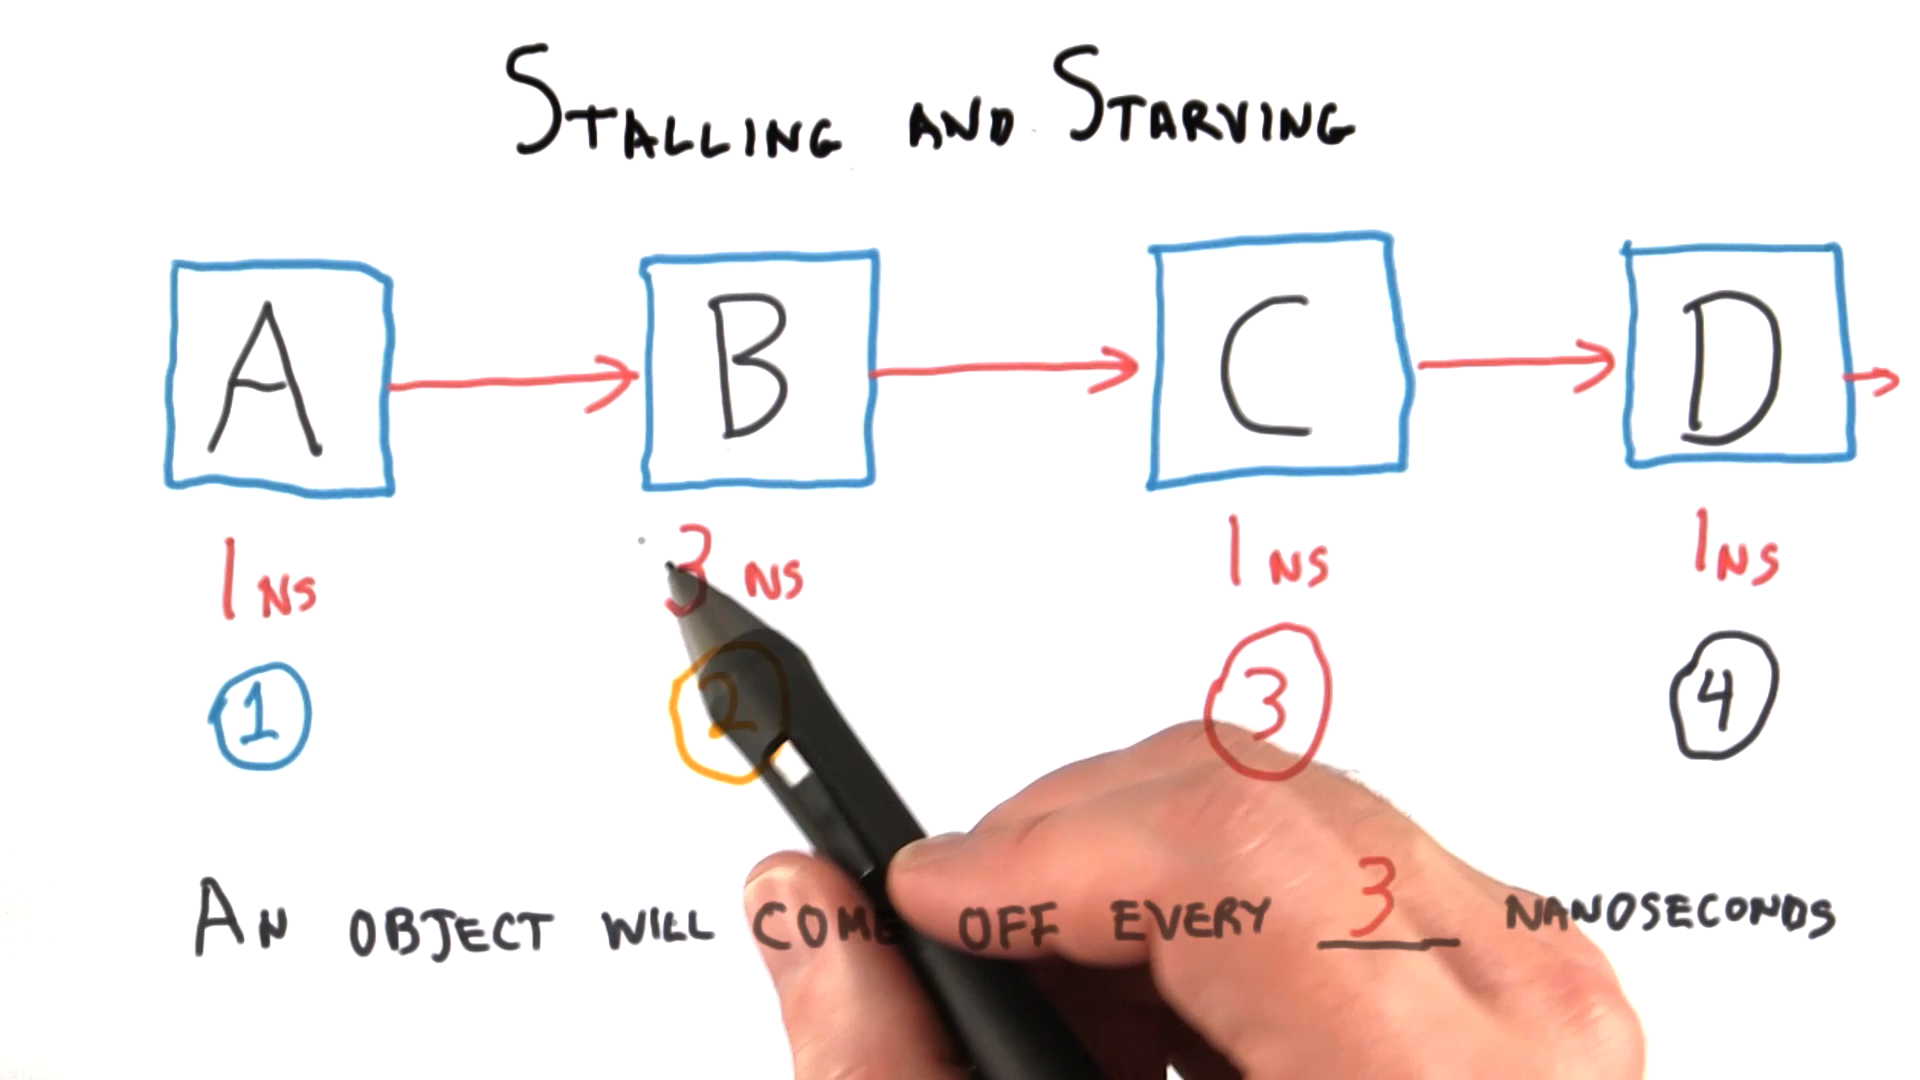 STALLING AND STARVING
A B C D
1 NS 3 NS 1 NS 1 NS
1 2 3 4
AN OBJECT WILL COME OFF EVERY 3 NANOSECONDS